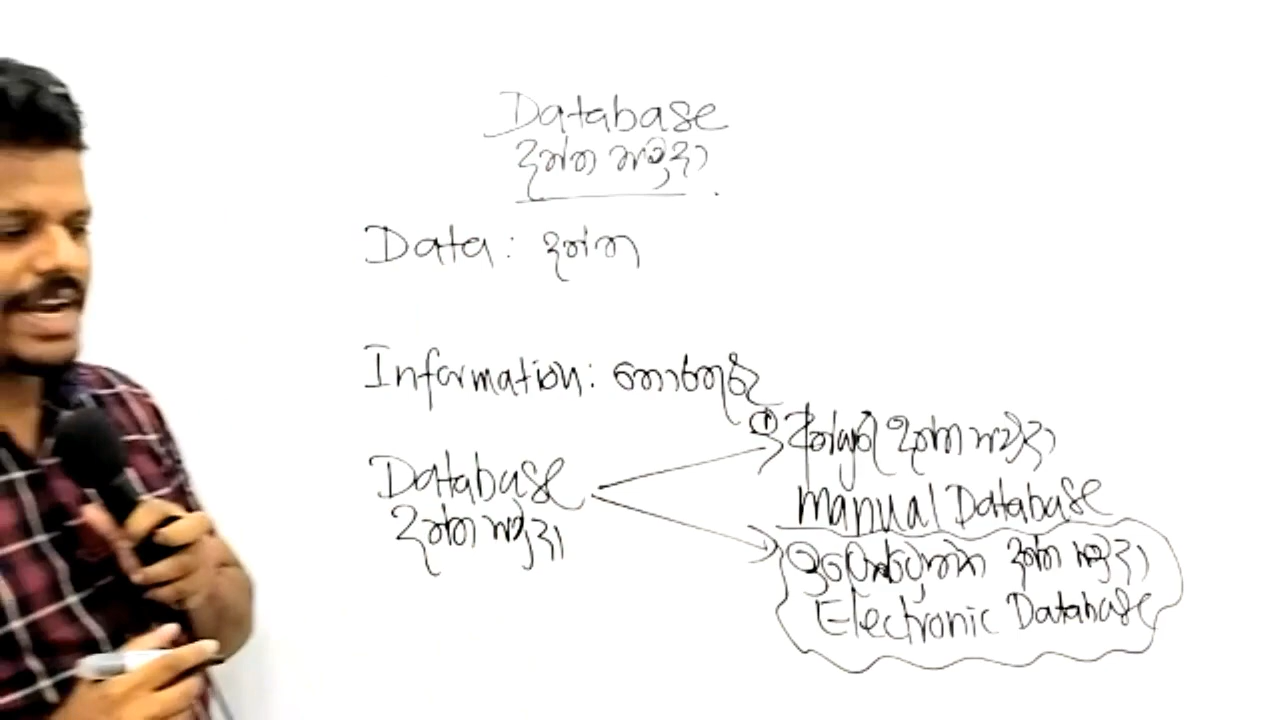 Database
දත්ත සමුදා
Data : දත්ත
Information : තොරතුරු
① අත්යුරු දත්ත සමුදා
Manual Database
Database
දත්ත සමුදා
ඉලෙක්ට්‍රොනික දත්ත සමුදා
Electronic Database